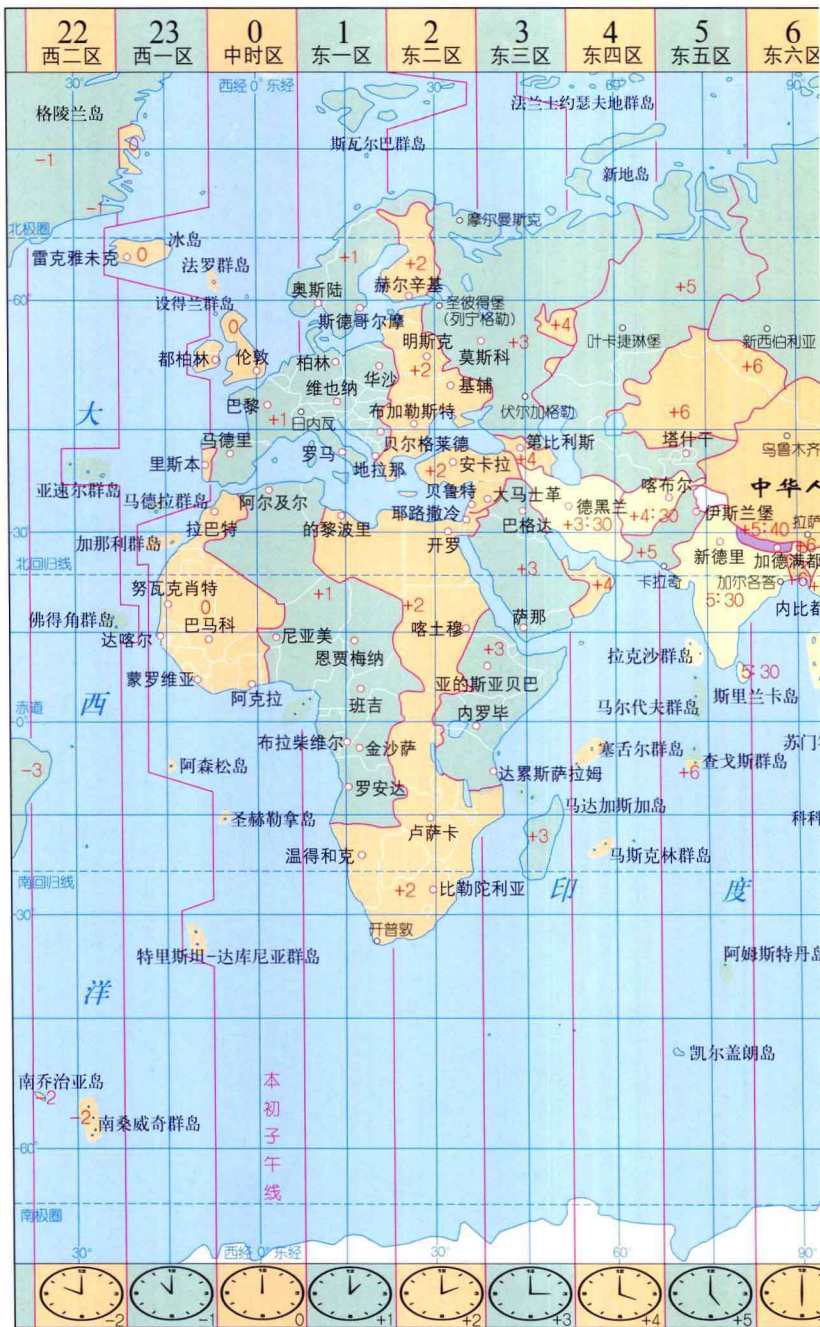 22 23 0 1 2 3 4 5 6
西二区 西一区 中时区 东一区 东二区 东三区 东四区 东五区 东六区
30° 西经 0° 东经 30° 60° 90°
格陵兰岛
法兰士约瑟夫地群岛
0
斯瓦尔巴群岛
-1
新地岛
-1
摩尔曼斯克
北极圈
冰岛
雷克雅未克 0
+1
+2
法罗群岛
奥斯陆
赫尔辛基
+5
设得兰群岛
60°
圣彼得堡
(列宁格勒)
斯德哥尔摩
0
+4
叶卡捷琳堡
新西伯利亚
明斯克
+3
都柏林
伦敦
柏林
华沙
莫斯科
+2
+6
维也纳
基辅
大
巴黎
+1
日内瓦
布加勒斯特
伏尔加格勒
+6
马德里
贝尔格莱德
第比利斯
塔什干
乌鲁木齐
里斯本
罗马
地拉那
+2
安卡拉
+4
亚速尔群岛
马德拉群岛
阿尔及尔
贝鲁特
大马士革
德黑兰
喀布尔
中华人
拉巴特
的黎波里
耶路撒冷
巴格达
+3:30
+4:30
伊斯兰堡
30°
加那利群岛
开罗
+5:40
拉萨
北回归线
+3
+5
新德里
加德满都
+6
卡拉奇
加尔各答
+6
努瓦克肖特
+1
+4
5:30
0
+2
内比都
佛得角群岛
巴马科
喀土穆
萨那
达喀尔
尼亚美
恩贾梅纳
+3
拉克沙群岛
5:30
蒙罗维亚
阿克拉
亚的斯亚贝巴
斯里兰卡岛
赤道
0°
西
班吉
内罗毕
马尔代夫群岛
布拉柴维尔
金沙萨
塞舌尔群岛
苏门答
-3
阿森松岛
达累斯萨拉姆
+6
查戈斯群岛
罗安达
圣赫勒拿岛
卢萨卡
马达加斯加岛
科科
+3
温得和克
马斯克林群岛
南回归线
+2
比勒陀利亚
印
度
30°
开普敦
特里斯坦-达库尼亚群岛
阿姆斯特丹岛
洋
凯尔盖朗岛
南乔治亚岛
-2
本初子午线
-2
南桑威奇群岛
60°
南极圈
30° 西经 0° 东经 30° 60° 90°
-2 -1 0 +1 +2 +3 +4 +5